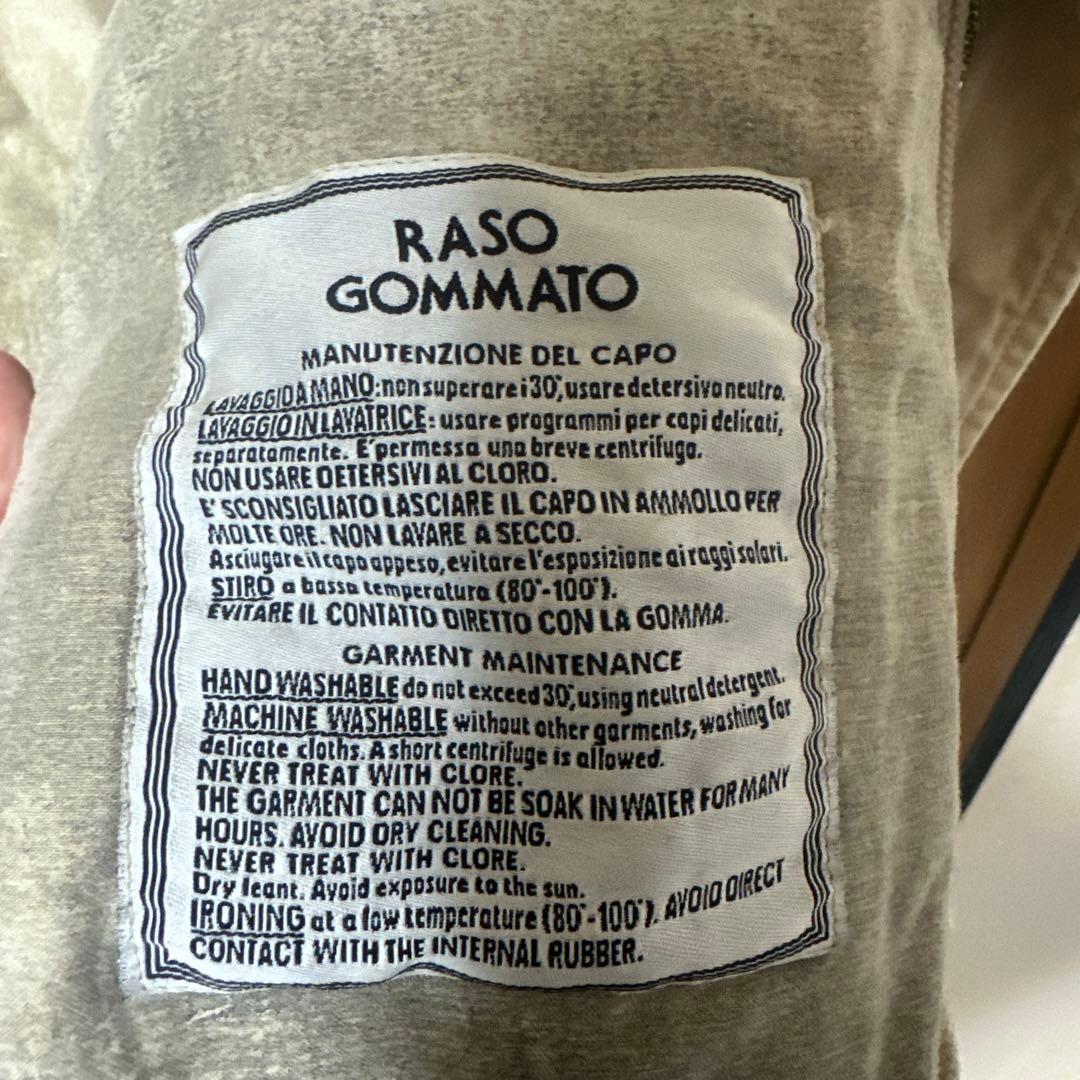 RASO
GOMMATO
MANUTENZIONE DEL CAPO
LAVAGGIO A MANO: non superare i 30°, usare detersivo neutro.
LAVAGGIO IN LAVATRICE: usare programmi per capi delicati,
separatamente. E' permessa una breve centrifuga.
NON USARE DETERSIVI AL CLORO.
E' SCONSIGLIATO LASCIARE IL CAPO IN AMMOLLO PER
MOLTE ORE. NON LAVARE A SECCO.
Asciugare il capo appeso, evitare l'esposizione ai raggi solari.
STIRO a bassa temperatura (80°-100°).
EVITARE IL CONTATTO DIRETTO CON LA GOMMA.
GARMENT MAINTENANCE
HAND WASHABLE do not exceed 30°, using neutral detergent.
MACHINE WASHABLE without other garments, washing for
delicate cloths. A short centrifuge is allowed.
NEVER TREAT WITH CLORE.
THE GARMENT CAN NOT BE SOAK IN WATER FOR MANY
HOURS. AVOID DRY CLEANING.
NEVER TREAT WITH CLORE.
Dry leant. Avoid exposure to the sun.
IRONING at a low temperature (80°-100°). AVOID DIRECT
CONTACT WITH THE INTERNAL RUBBER.